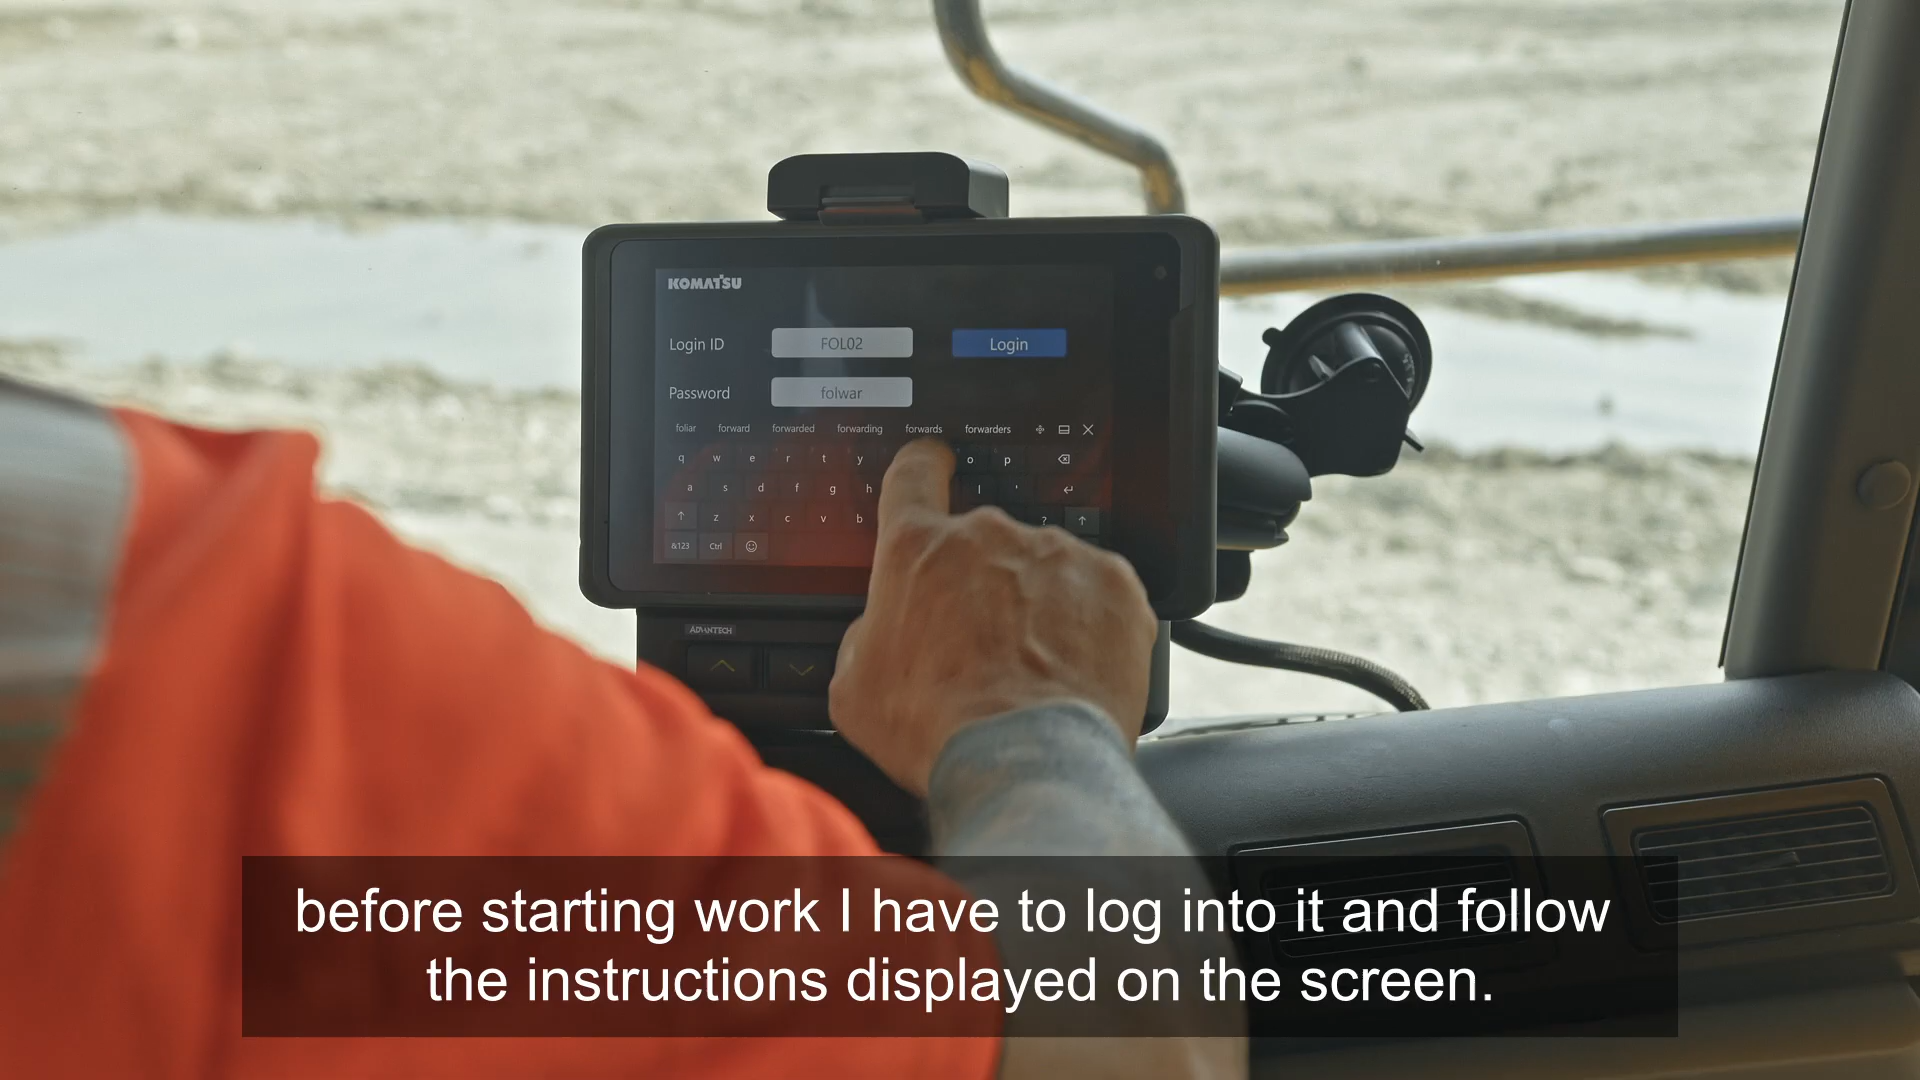 KOMATSU
Login ID FOL02 Login
Password folwar
foliar forward forwarded forwarding forwards forwarders
q w e r t y o p
a s d f g h l '
z x c v b ?
&123 Ctrl
ADVANTECH
before starting work I have to log into it and follow
the instructions displayed on the screen.